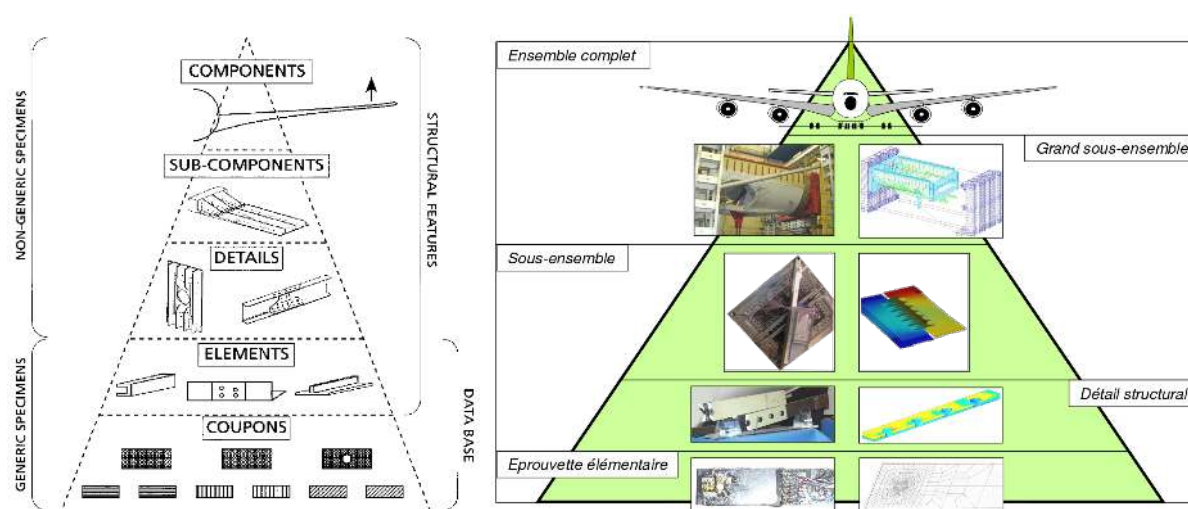 COMPONENTS
SUB-COMPONENTS
DETAILS
ELEMENTS
COUPONS
NON-GENERIC SPECIMENS
GENERIC SPECIMENS
STRUCTURAL FEATURES
DATA BASE
Ensemble complet
Grand sous-ensemble
Sous-ensemble
Détail structural
Eprouvette élémentaire